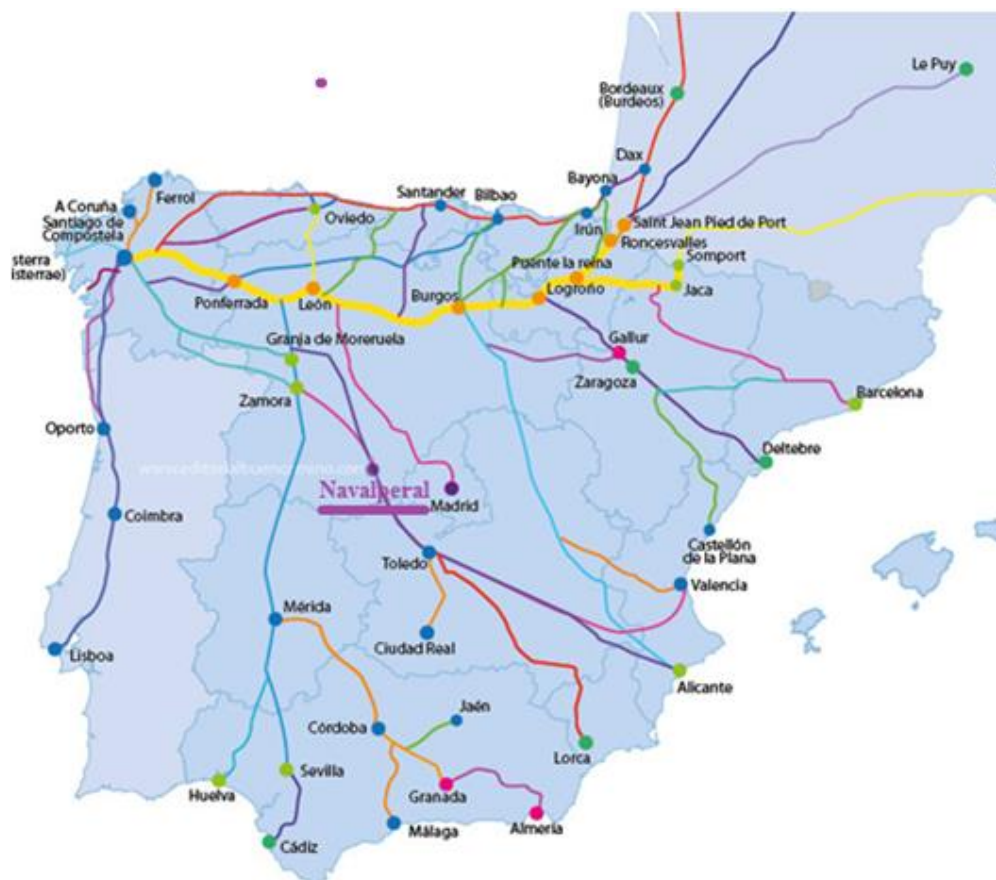 Le Puy
Bordeaux
(Burdeos)
Dax
Bayona
Ferrol
A Coruña
Santiago de
Compostela
sterra
isterrae)
Oviedo
Santander
Bilbao
Irún
Saint Jean Pied de Port
Roncesvalles
Somport
Puente la reina
Jaca
Ponferrada
León
Burgos
Logroño
Granja de Moreruela
Gallur
Zaragoza
Zamora
Barcelona
Oporto
Deltebre
Navalperal
Madrid
Coimbra
Toledo
Castellón
de la Plana
Valencia
Mérida
Ciudad Real
Lisboa
Alicante
Jaén
Córdoba
Lorca
Sevilla
Huelva
Granada
Almería
Málaga
Cádiz